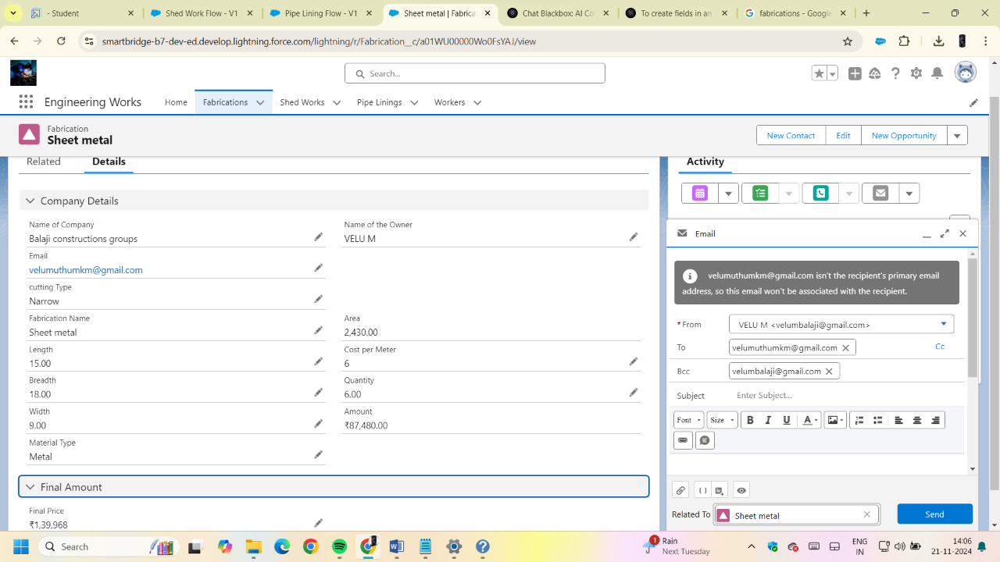 Student
Shed Work Flow - V1
Pipe Lining Flow - V1
Sheet metal | Fabrica
Chat Blackbox: AI Co
To create fields in an
fabrications - Google
smartbridge-b7-dev-ed.develop.lightning.force.com/lightning/r/Fabrication__c/a01WU00000Wo0FsYAJ/view
Search...
Engineering Works
Home
Fabrications
Shed Works
Pipe Linings
Workers
Fabrication
Sheet metal
New Contact
Edit
New Opportunity
Related
Details
Company Details
Name of Company
Balaji constructions groups
Name of the Owner
VELU M
Email
velumuthumkm@gmail.com
cutting Type
Narrow
Fabrication Name
Sheet metal
Area
2,430.00
Length
15.00
Cost per Meter
6
Breadth
18.00
Quantity
6.00
Width
9.00
Amount
₹87,480.00
Material Type
Metal
Final Amount
Final Price
₹1,39,968
Activity
Email
velumuthumkm@gmail.com isn't the recipient's primary email
address, so this email won't be associated with the recipient.
* From
VELU M <velumbalaji@gmail.com>
To
velumuthumkm@gmail.com
Cc
Bcc
velumbalaji@gmail.com
Subject
Enter Subject...
Font
Size
B I U A
Related To
Sheet metal
Send
Search
1
Rain
Next Tuesday
ENG
IN
14:06
21-11-2024